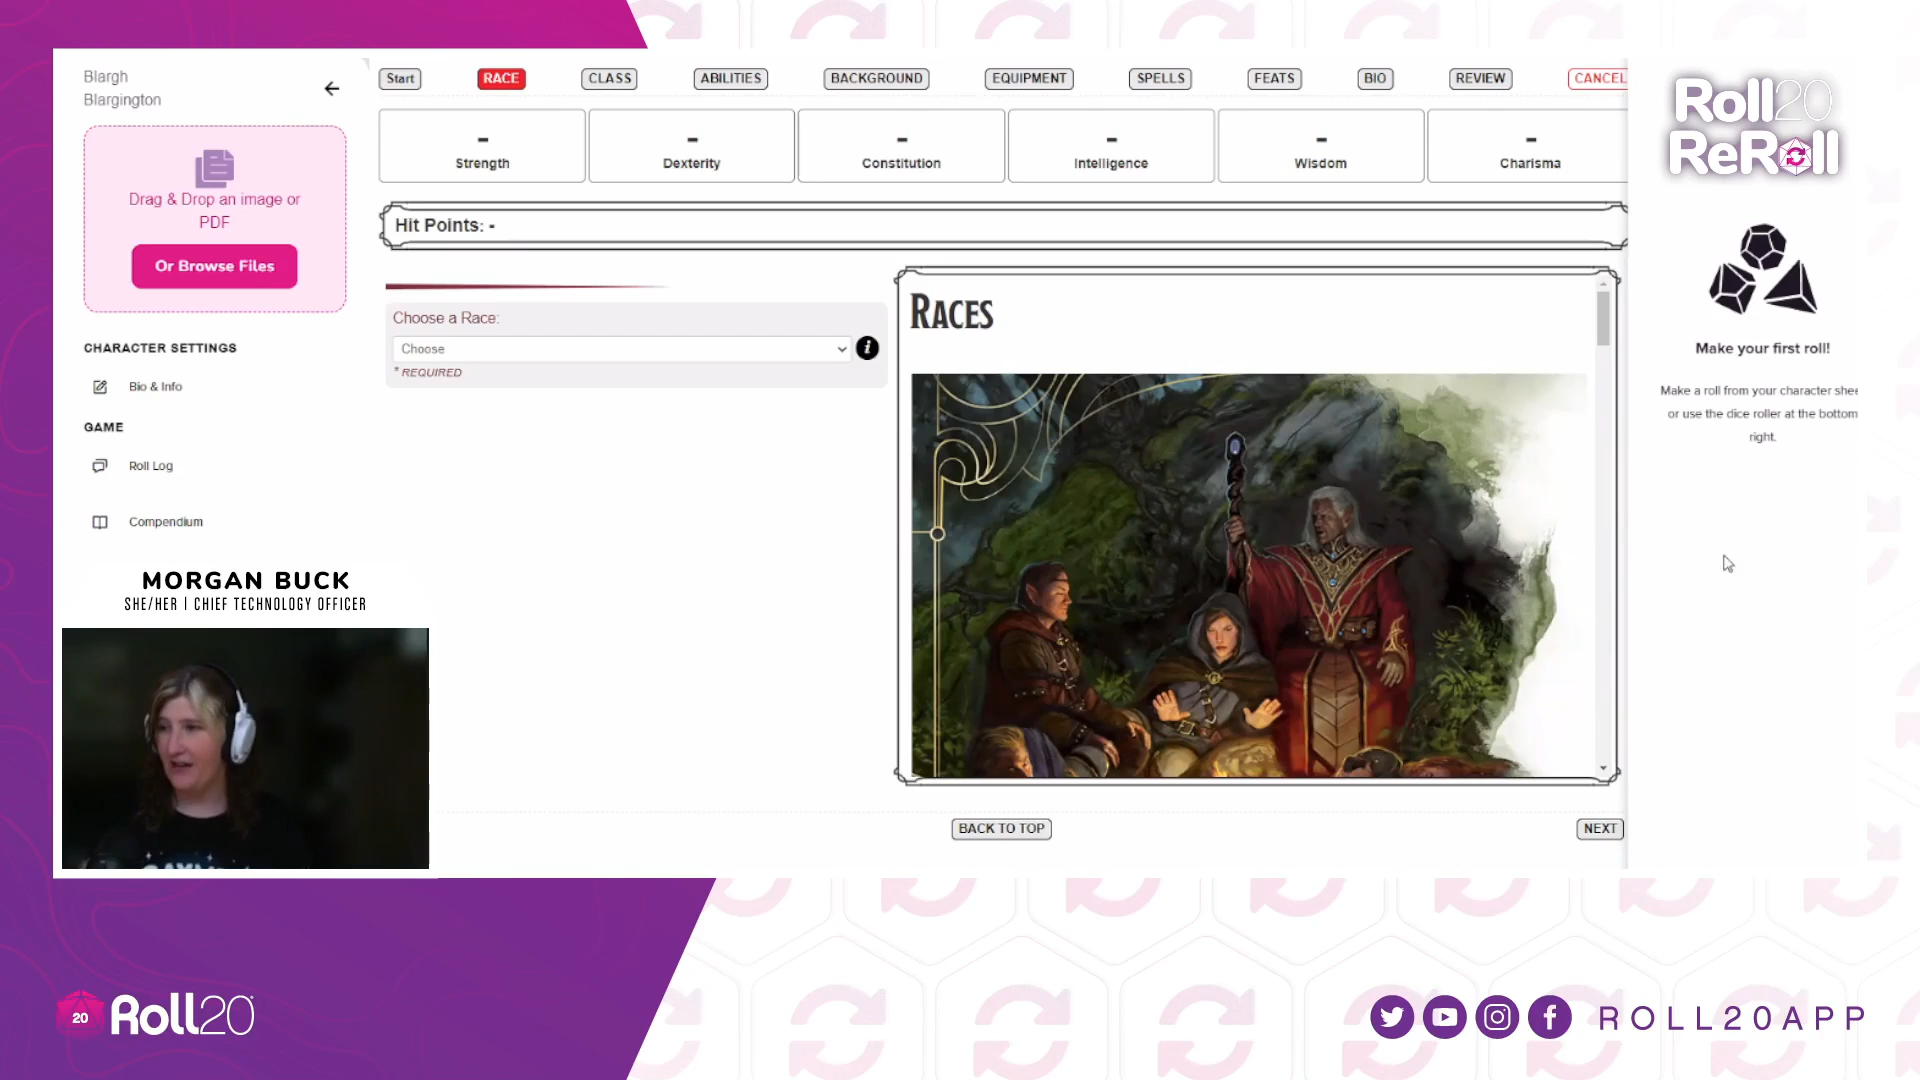 Blargh
Blargington
Drag & Drop an image or
PDF
Or Browse Files
CHARACTER SETTINGS
Bio & Info
GAME
Roll Log
Compendium
MORGAN BUCK
SHE/HER | CHIEF TECHNOLOGY OFFICER
Start RACE CLASS ABILITIES BACKGROUND EQUIPMENT SPELLS FEATS BIO REVIEW CANCEL
- - - - - -
Strength Dexterity Constitution Intelligence Wisdom Charisma
Hit Points: -
Choose a Race:
Choose
* REQUIRED
RACES
BACK TO TOP
NEXT
Roll20
ReRoll
Make your first roll!
Make a roll from your character shee
or use the dice roller at the bottom
right.
20 Roll20
ROLL20APP